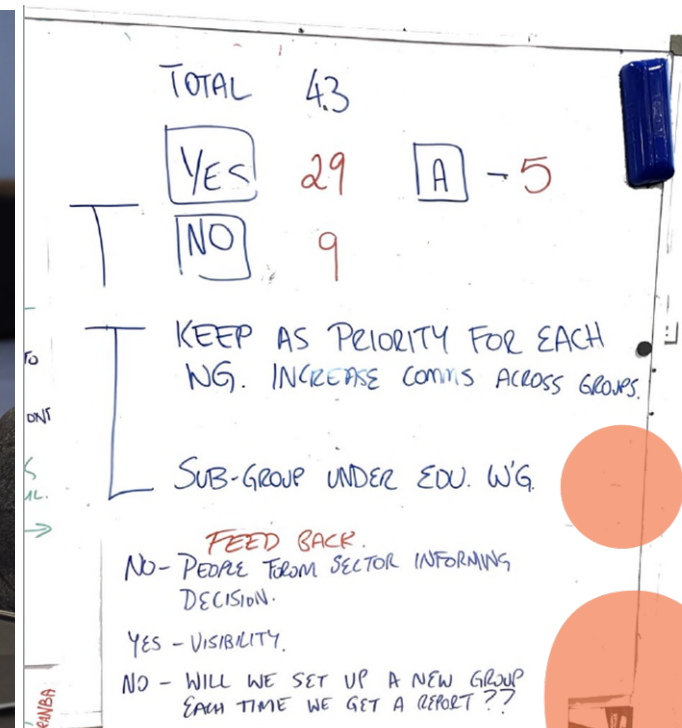 TOTAL 43
YES 29 A - 5
NO 9
KEEP AS PRIORITY FOR EACH
WG. INCREASE COMMS ACROSS GROUPS.
SUB-GROUP UNDER EDU. W'G.
FEED BACK.
NO - PEOPLE FROM SECTOR INFORMING
DECISION.
YES - VISIBILITY.
NO - WILL WE SET UP A NEW GROUP
EACH TIME WE GET A REPORT ??
TO